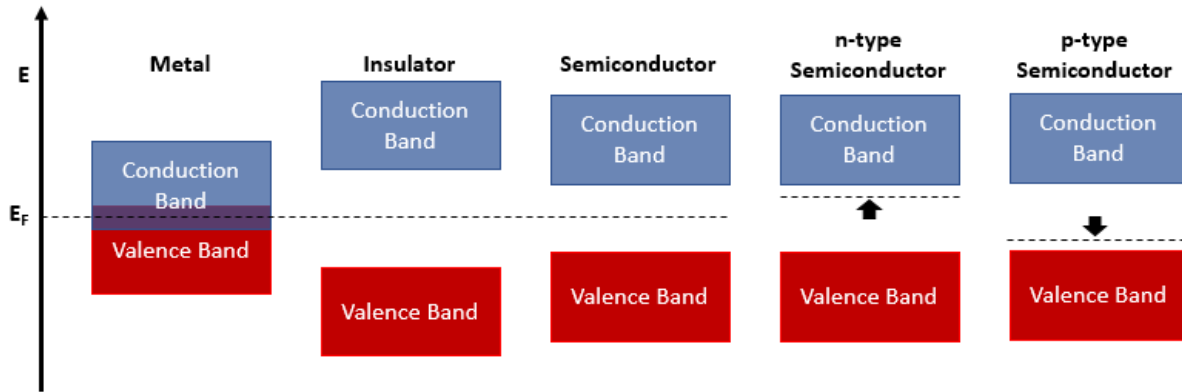 E
Metal
Insulator
Semiconductor
n-type
Semiconductor
p-type
Semiconductor
Conduction
Band
Conduction
Band
Conduction
Band
Conduction
Band
Conduction
Band
EF
Valence Band
Valence Band
Valence Band
Valence Band
Valence Band